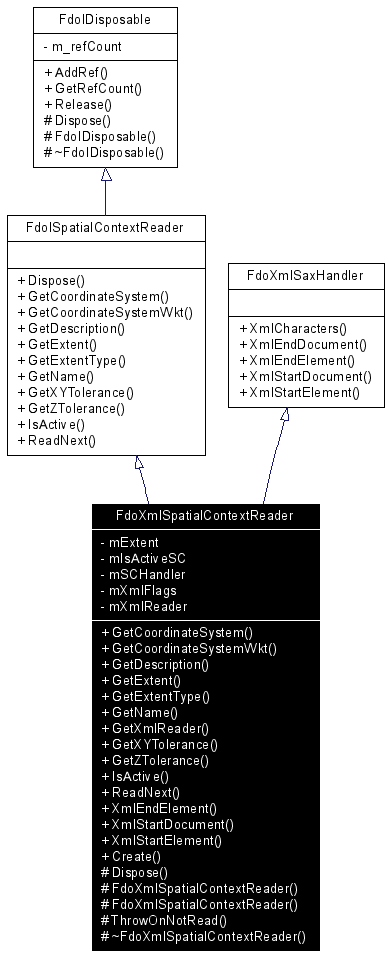 FdoIDisposable
- m_refCount
+ AddRef()
+ GetRefCount()
+ Release()
# Dispose()
# FdoIDisposable()
# ~FdoIDisposable()
FdoISpatialContextReader
+ Dispose()
+ GetCoordinateSystem()
+ GetCoordinateSystemWkt()
+ GetDescription()
+ GetExtent()
+ GetExtentType()
+ GetName()
+ GetXYTolerance()
+ GetZTolerance()
+ IsActive()
+ ReadNext()
FdoXmlSaxHandler
+ XmlCharacters()
+ XmlEndDocument()
+ XmlEndElement()
+ XmlStartDocument()
+ XmlStartElement()
FdoXmlSpatialContextReader
- mExtent
- mIsActiveSC
- mSCHandler
- mXmlFlags
- mXmlReader
+ GetCoordinateSystem()
+ GetCoordinateSystemWkt()
+ GetDescription()
+ GetExtent()
+ GetExtentType()
+ GetName()
+ GetXmlReader()
+ GetXYTolerance()
+ GetZTolerance()
+ IsActive()
+ ReadNext()
+ XmlEndElement()
+ XmlStartDocument()
+ XmlStartElement()
+ Create()
# Dispose()
# FdoXmlSpatialContextReader()
# FdoXmlSpatialContextReader()
# ThrowOnNotRead()
# ~FdoXmlSpatialContextReader()